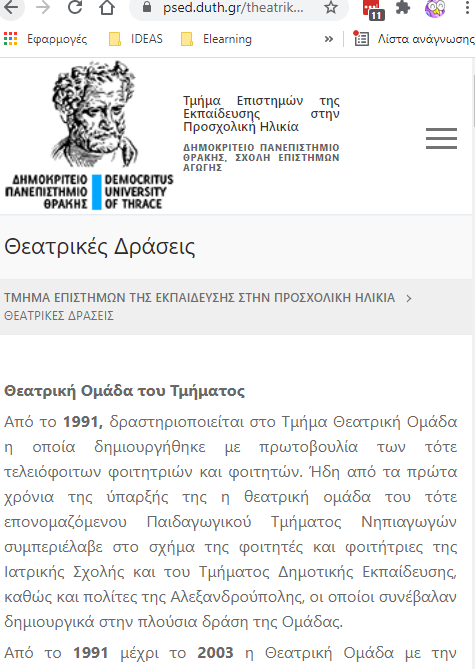 psed.duth.gr/theatrik...
11
Εφαρμογές
IDEAS
Elearning
»
Λίστα ανάγνωσης
Τμήμα Επιστημών της
Εκπαίδευσης στην
Προσχολική Ηλικία
ΔΗΜΟΚΡΙΤΕΙΟ ΠΑΝΕΠΙΣΤΗΜΙΟ
ΘΡΑΚΗΣ, ΣΧΟΛΗ ΕΠΙΣΤΗΜΩΝ
ΑΓΩΓΗΣ
ΔΗΜΟΚΡΙΤΕΙΟ DEMOCRITUS
ΠΑΝΕΠΙΣΤΗΜΙΟ UNIVERSITY
ΘΡΑΚΗΣ OF THRACE
Θεατρικές Δράσεις
ΤΜΗΜΑ ΕΠΙΣΤΗΜΩΝ ΤΗΣ ΕΚΠΑΙΔΕΥΣΗΣ ΣΤΗΝ ΠΡΟΣΧΟΛΙΚΗ ΗΛΙΚΙΑ >
ΘΕΑΤΡΙΚΕΣ ΔΡΑΣΕΙΣ
Θεατρική Ομάδα του Τμήματος
Από το 1991, δραστηριοποιείται στο Τμήμα Θεατρική Ομάδα
η οποία δημιουργήθηκε με πρωτοβουλία των τότε
τελειόφοιτων φοιτητριών και φοιτητών. Ήδη από τα πρώτα
χρόνια της ύπαρξής της η θεατρική ομάδα του τότε
επονομαζόμενου Παιδαγωγικού Τμήματος Νηπιαγωγών
συμπεριέλαβε στο σχήμα της φοιτητές και φοιτήτριες της
Ιατρικής Σχολής και του Τμήματος Δημοτικής Εκπαίδευσης,
καθώς και πολίτες της Αλεξανδρούπολης, οι οποίοι συνέβαλαν
δημιουργικά στην πλούσια δράση της Ομάδας.
Από το 1991 μέχρι το 2003 η Θεατρική Ομάδα με την